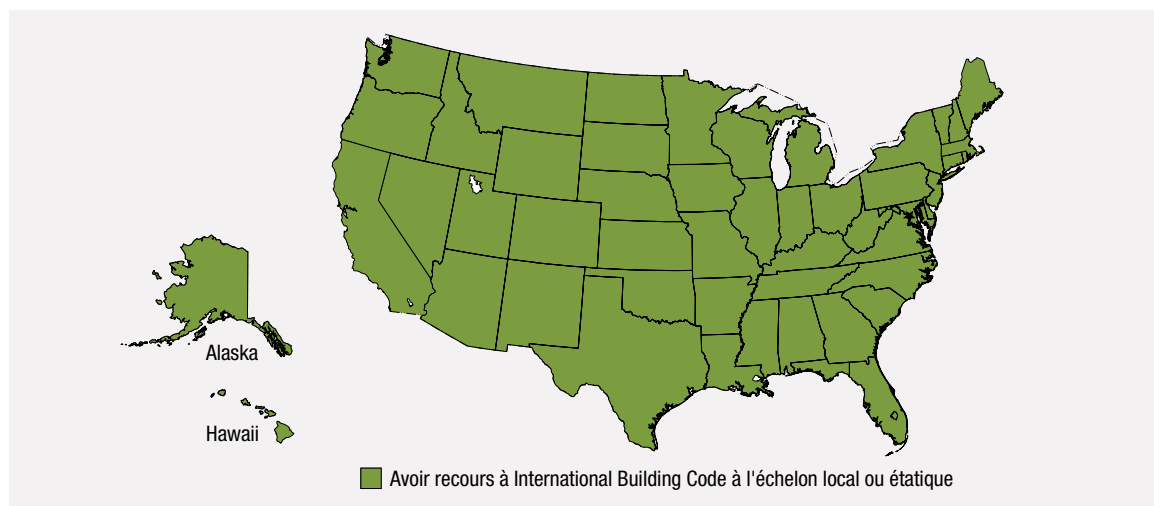 Alaska
Hawaii
Avoir recours à International Building Code à l'échelon local ou étatique